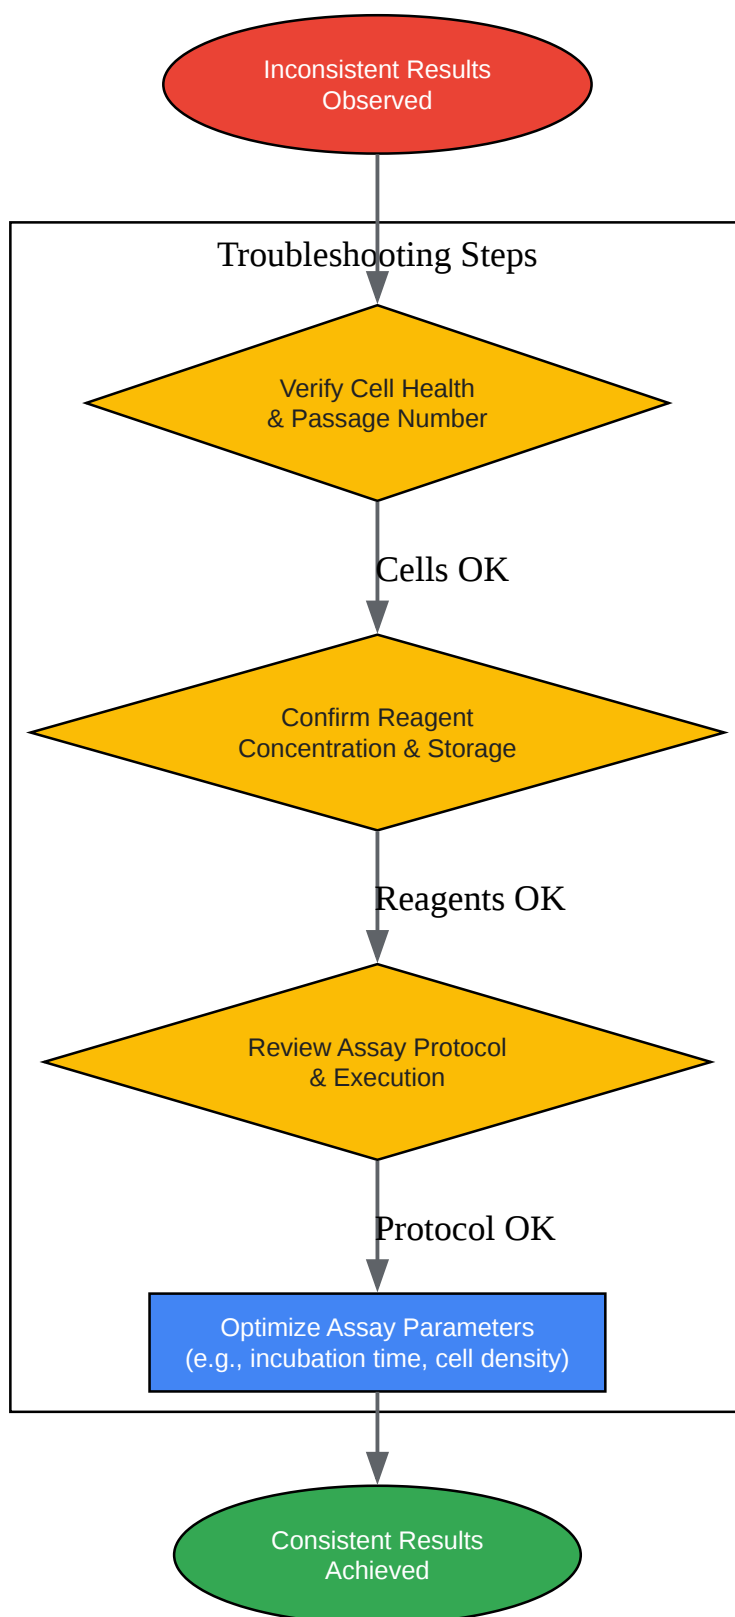 Inconsistent Results
Observed
Troubleshooting Steps
Verify Cell Health
& Passage Number
Cells OK
Confirm Reagent
Concentration & Storage
Reagents OK
Review Assay Protocol
& Execution
Protocol OK
Optimize Assay Parameters
(e.g., incubation time, cell density)
Consistent Results
Achieved